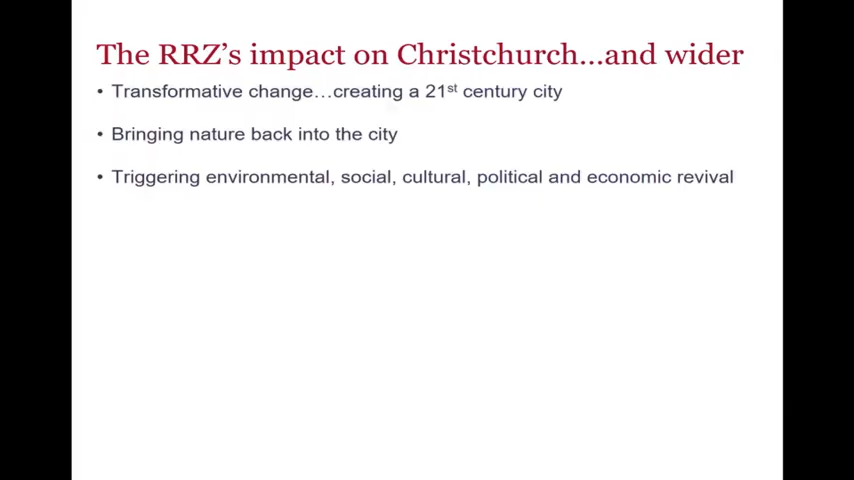 The RRZ's impact on Christchurch...and wider
• Transformative change…creating a 21st century city
• Bringing nature back into the city
• Triggering environmental, social, cultural, political and economic revival